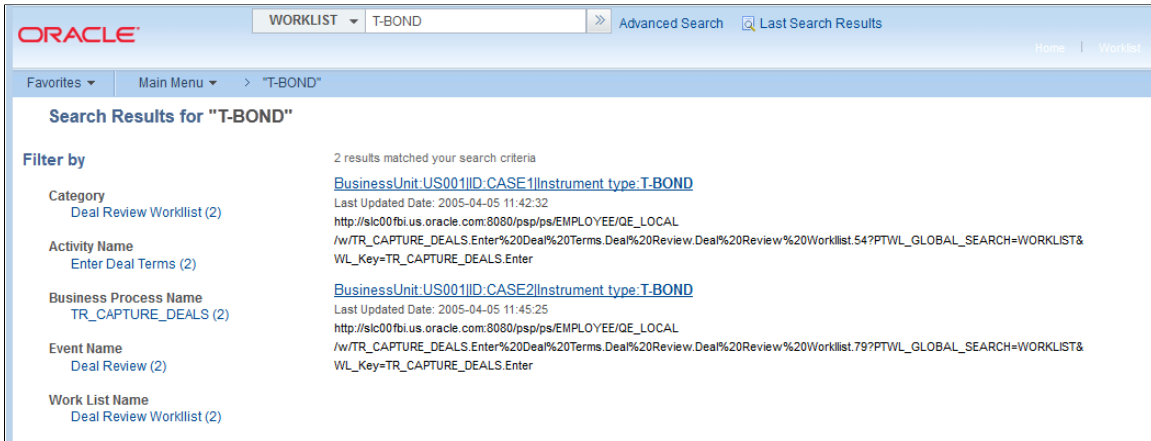 ORACLE
WORKLIST T-BOND » Advanced Search Last Search Results
Home | Worklist
Favorites Main Menu > "T-BOND"
Search Results for "T-BOND"
Filter by
Category
Deal Review Workllist (2)
Activity Name
Enter Deal Terms (2)
Business Process Name
TR_CAPTURE_DEALS (2)
Event Name
Deal Review (2)
Work List Name
Deal Review Workllist (2)
2 results matched your search criteria
BusinessUnit:US001|ID:CASE1|Instrument type:T-BOND
Last Updated Date: 2005-04-05 11:42:32
http://slc00fbi.us.oracle.com:8080/psp/ps/EMPLOYEE/QE_LOCAL
/w/TR_CAPTURE_DEALS.Enter%20Deal%20Terms.Deal%20Review.Deal%20Review%20Workllist.54?PTWL_GLOBAL_SEARCH=WORKLIST&
WL_Key=TR_CAPTURE_DEALS.Enter
BusinessUnit:US001|ID:CASE2|Instrument type:T-BOND
Last Updated Date: 2005-04-05 11:45:25
http://slc00fbi.us.oracle.com:8080/psp/ps/EMPLOYEE/QE_LOCAL
/w/TR_CAPTURE_DEALS.Enter%20Deal%20Terms.Deal%20Review.Deal%20Review%20Workllist.79?PTWL_GLOBAL_SEARCH=WORKLIST&
WL_Key=TR_CAPTURE_DEALS.Enter